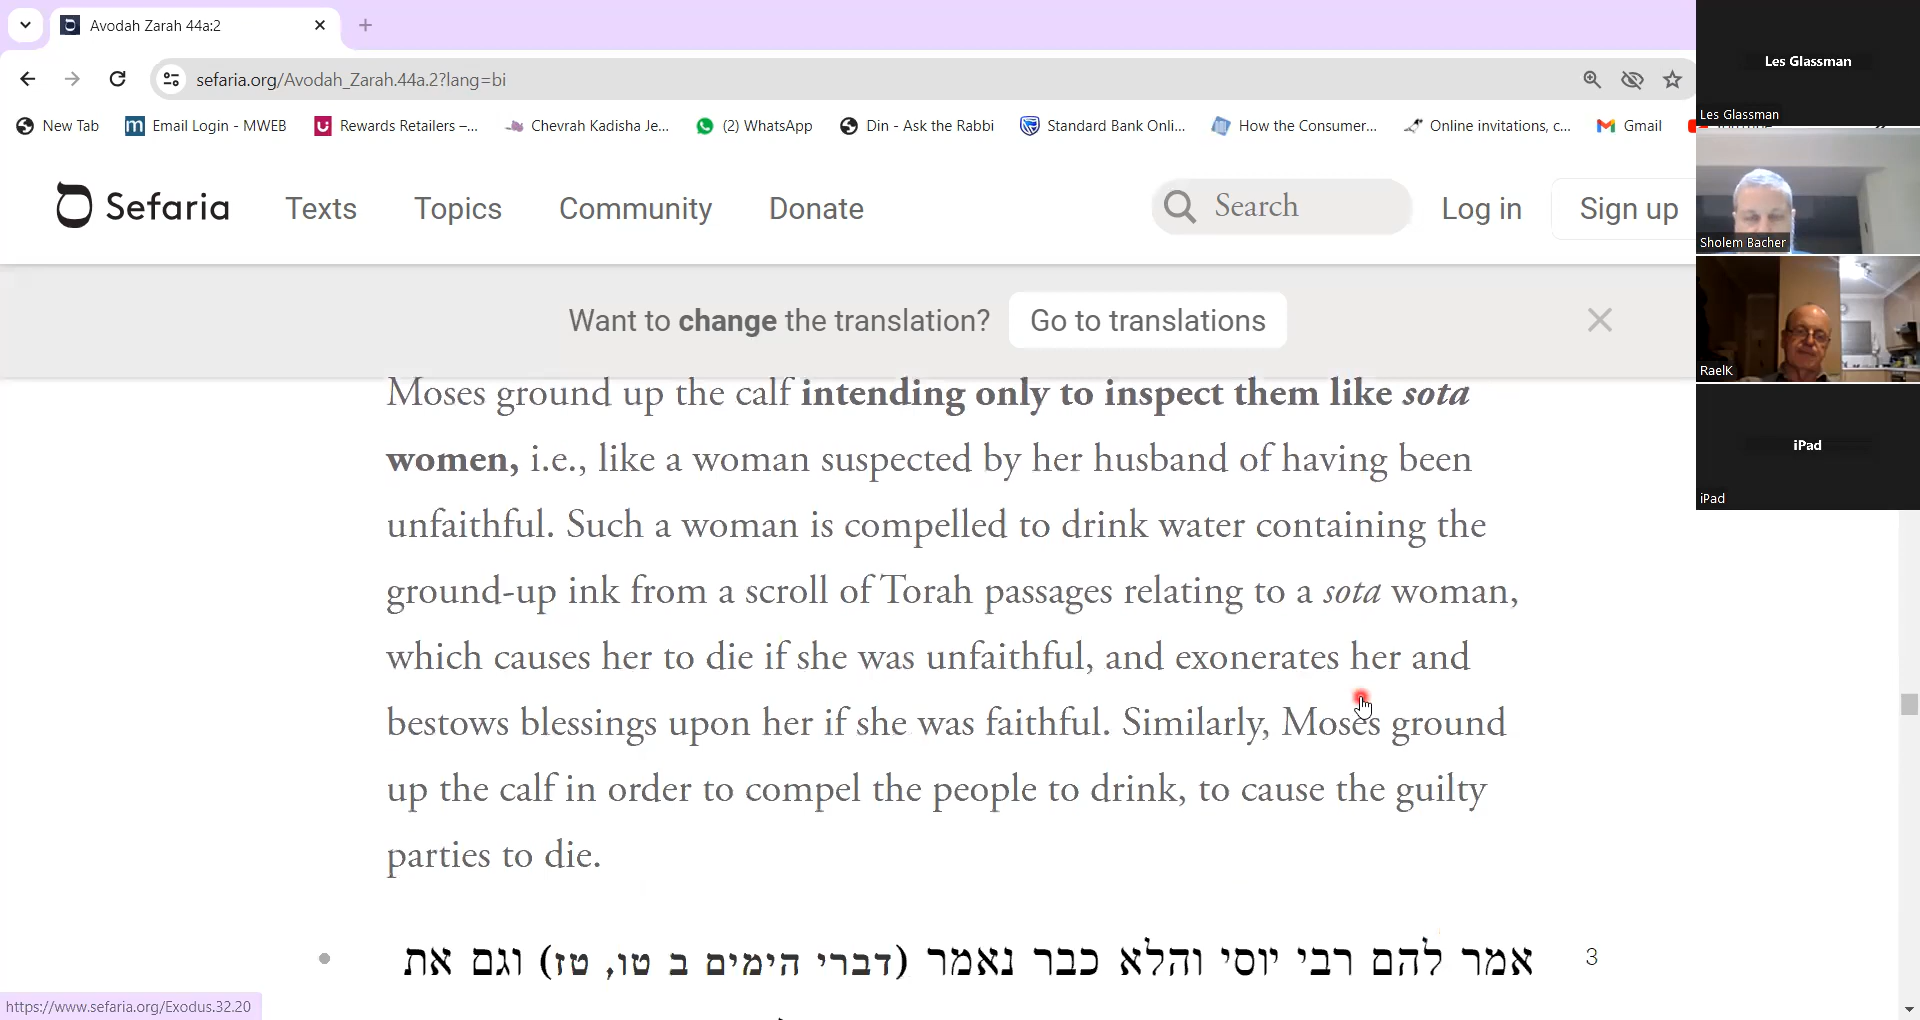 Avodah Zarah 44a:2
sefaria.org/Avodah_Zarah.44a.2?lang=bi
New Tab
Email Login - MWEB
Rewards Retailers –...
Chevrah Kadisha Je...
(2) WhatsApp
Din - Ask the Rabbi
Standard Bank Onli...
How the Consumer...
Online invitations, c...
Gmail
Sefaria
Texts
Topics
Community
Donate
Search
Log in
Sign up
Want to change the translation?
Go to translations
Moses ground up the calf intending only to inspect them like sota
women, i.e., like a woman suspected by her husband of having been
unfaithful. Such a woman is compelled to drink water containing the
ground-up ink from a scroll of Torah passages relating to a sota woman,
which causes her to die if she was unfaithful, and exonerates her and
bestows blessings upon her if she was faithful. Similarly, Moses ground
up the calf in order to compel the people to drink, to cause the guilty
parties to die.
3
אמר להם רבי יוסי והלא כבר נאמר (דברי הימים ב טו, טז) וגם את
https://www.sefaria.org/Exodus.32.20
Les Glassman
Les Glassman
Sholem Bacher
RaelK
iPad
iPad